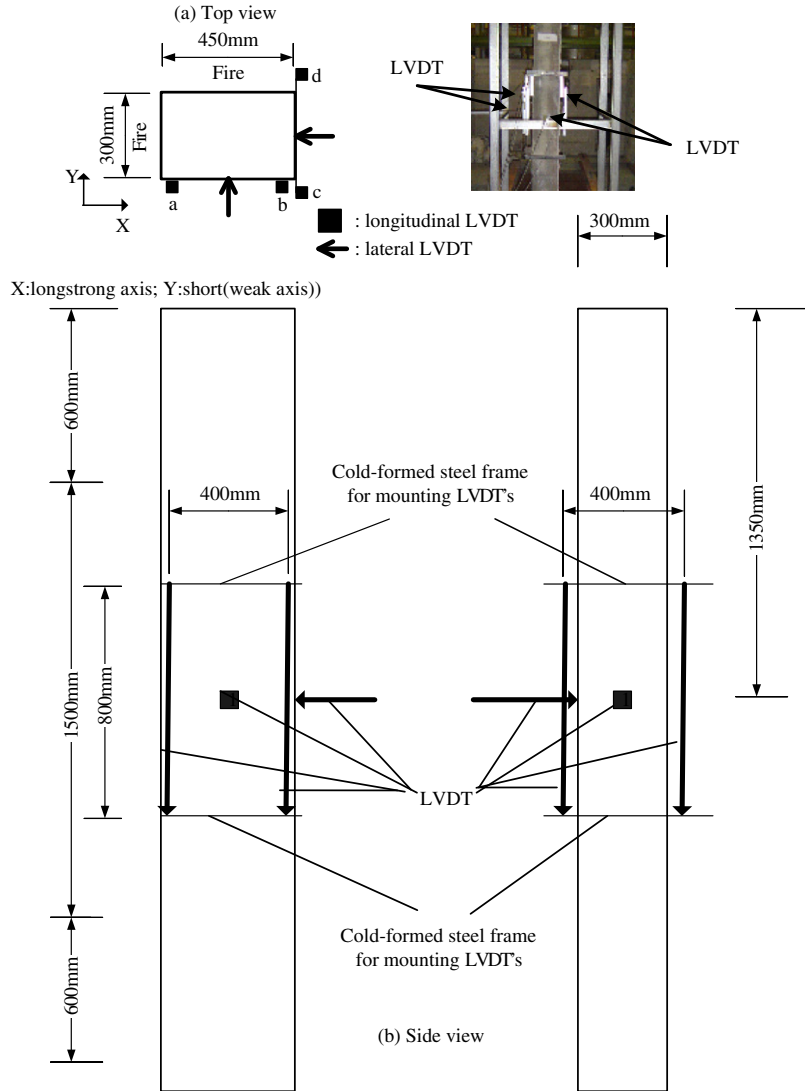 (a) Top view
450mm
Fire
d
300mm
Fire
Y
X
a
b
c
LVDT
LVDT
: longitudinal LVDT
: lateral LVDT
300mm
X:longstrong axis; Y:short(weak axis))
600mm
Cold-formed steel frame
for mounting LVDT's
400mm
400mm
1350mm
1500mm
800mm
LVDT
Cold-formed steel frame
for mounting LVDT's
600mm
(b) Side view